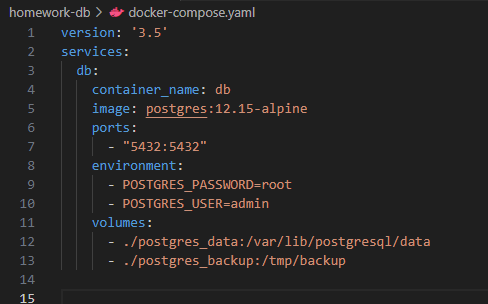 homework-db > docker-compose.yaml
1 version: '3.5'
2 services:
3   db:
4     container_name: db
5     image: postgres:12.15-alpine
6     ports:
7       - "5432:5432"
8     environment:
9       - POSTGRES_PASSWORD=root
10       - POSTGRES_USER=admin
11     volumes:
12       - ./postgres_data:/var/lib/postgresql/data
13       - ./postgres_backup:/tmp/backup
14
15